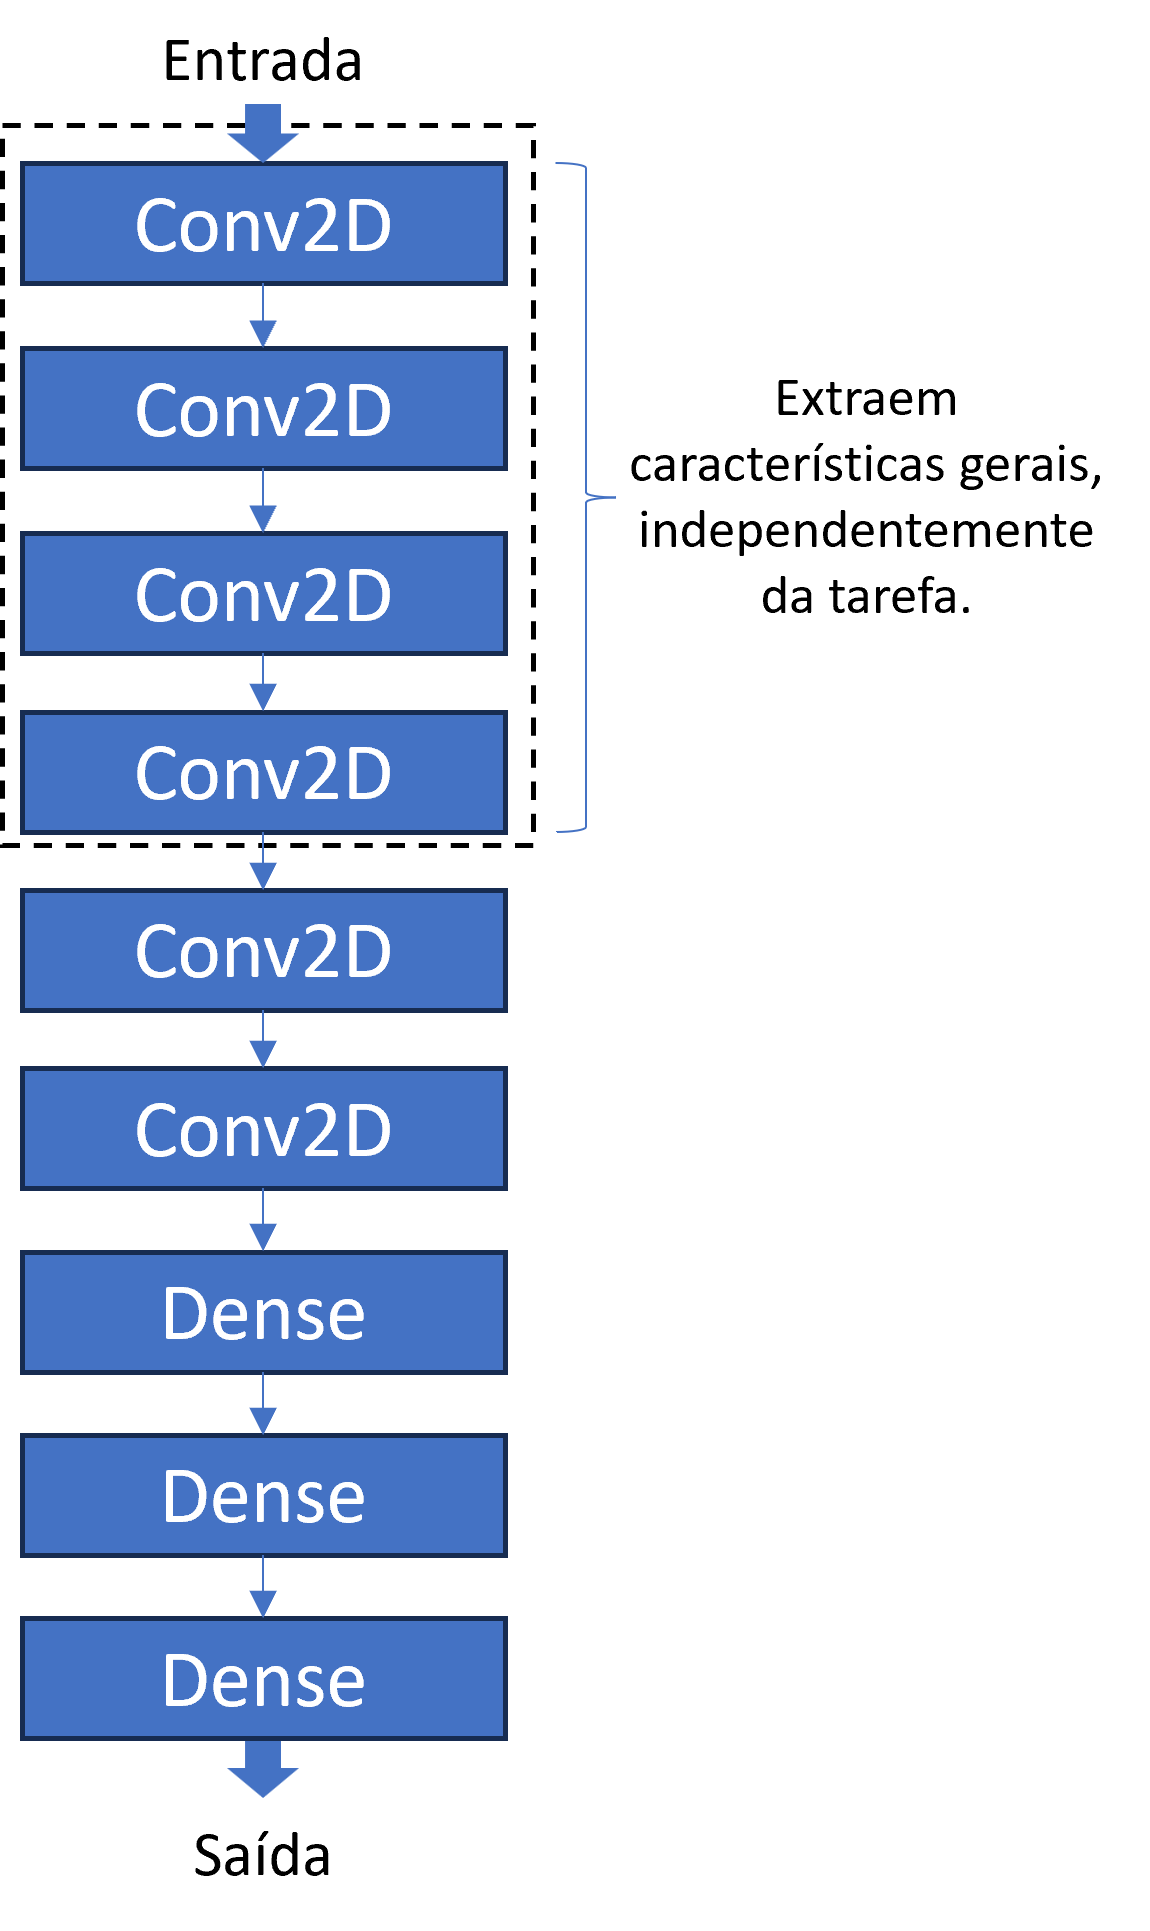 Entrada
Conv2D
Conv2D
Extraem
características gerais,
independentemente
da tarefa.
Conv2D
Conv2D
Conv2D
Conv2D
Dense
Dense
Dense
Saída